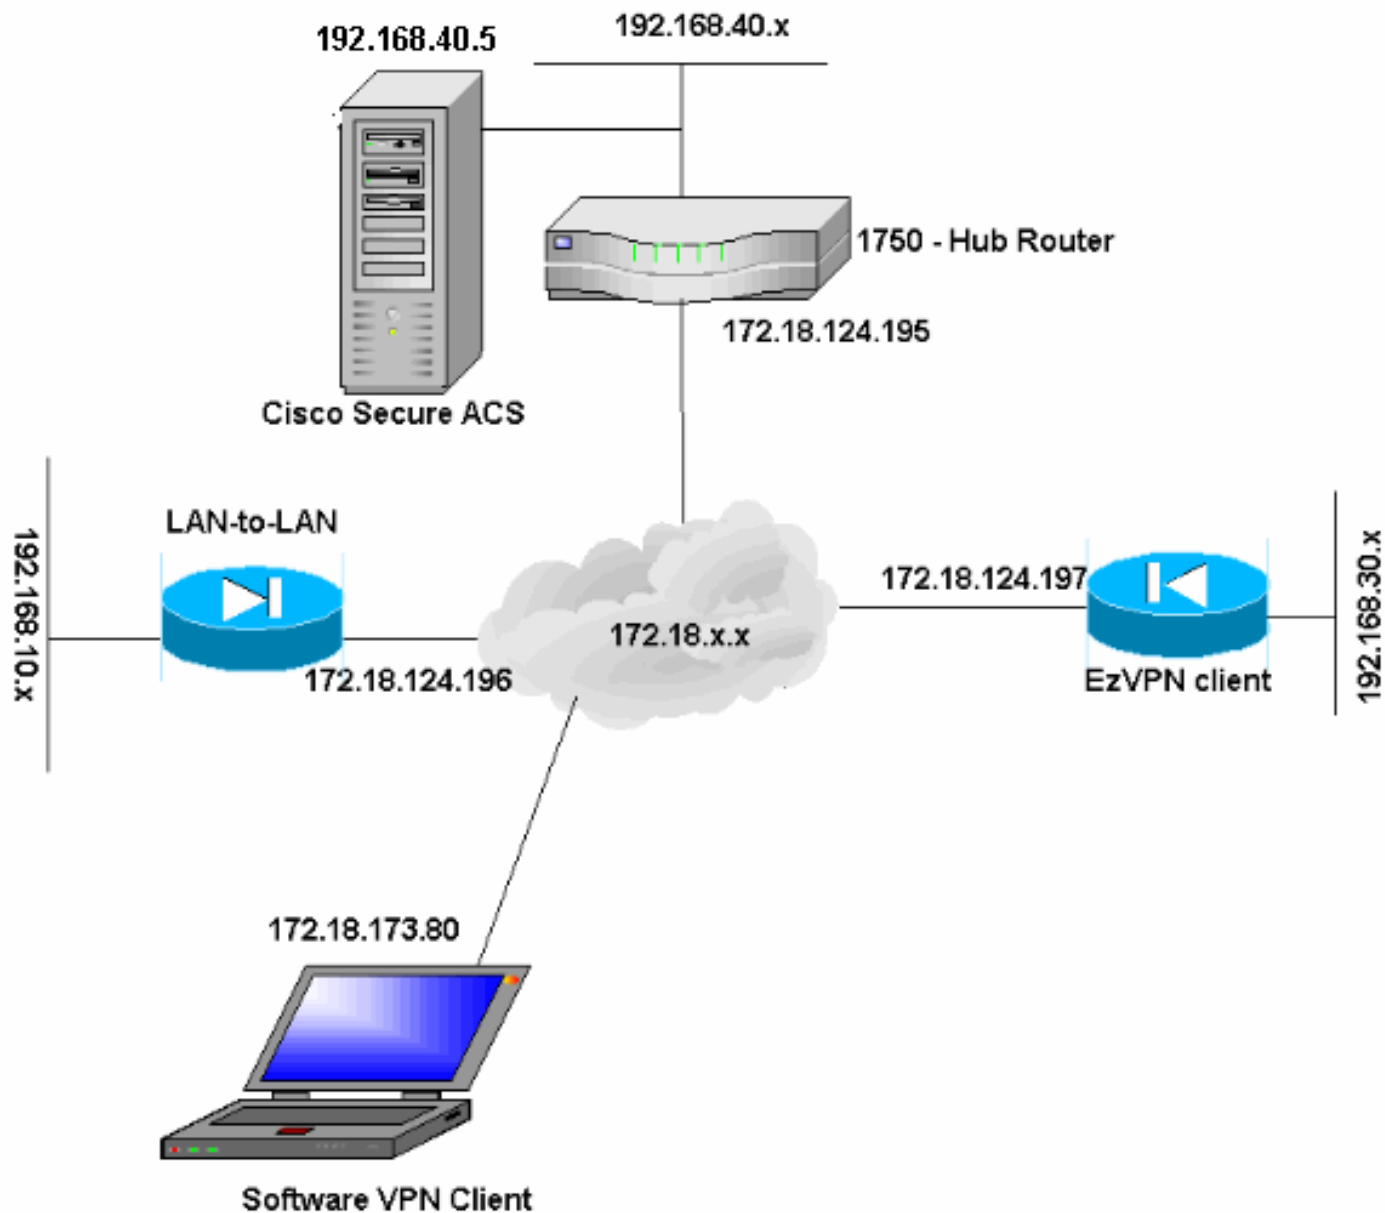 192.168.40.5
192.168.40.x
1750 - Hub Router
172.18.124.195
Cisco Secure ACS
LAN-to-LAN
192.168.10.x
172.18.124.196
172.18.x.x
172.18.124.197
EzVPN client
192.168.30.x
172.18.173.80
Software VPN Client